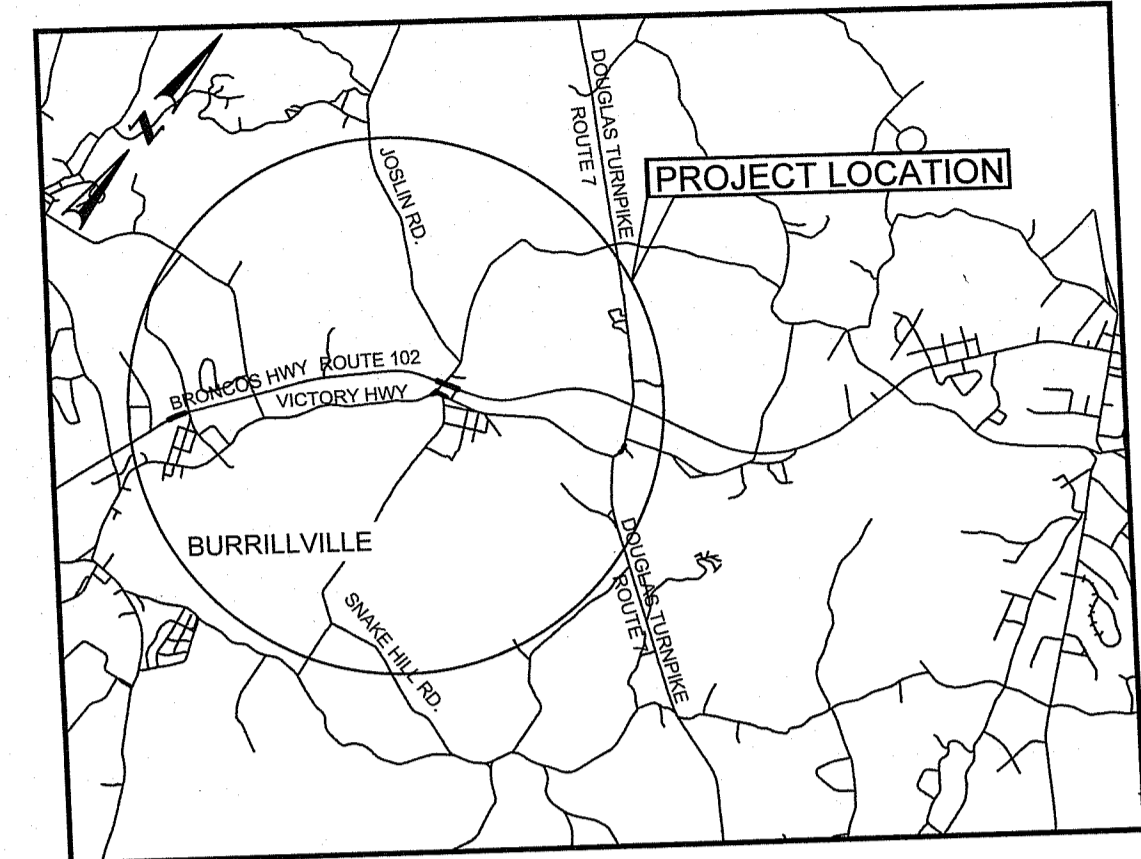 N
JOSLIN RD.
DOUGLAS TURNPIKE
ROUTE 7
PROJECT LOCATION
BRONCOS HWY ROUTE 102
VICTORY HWY
BURRILLVILLE
SNAKE HILL RD.
DOUGLAS TURNPIKE
ROUTE 7